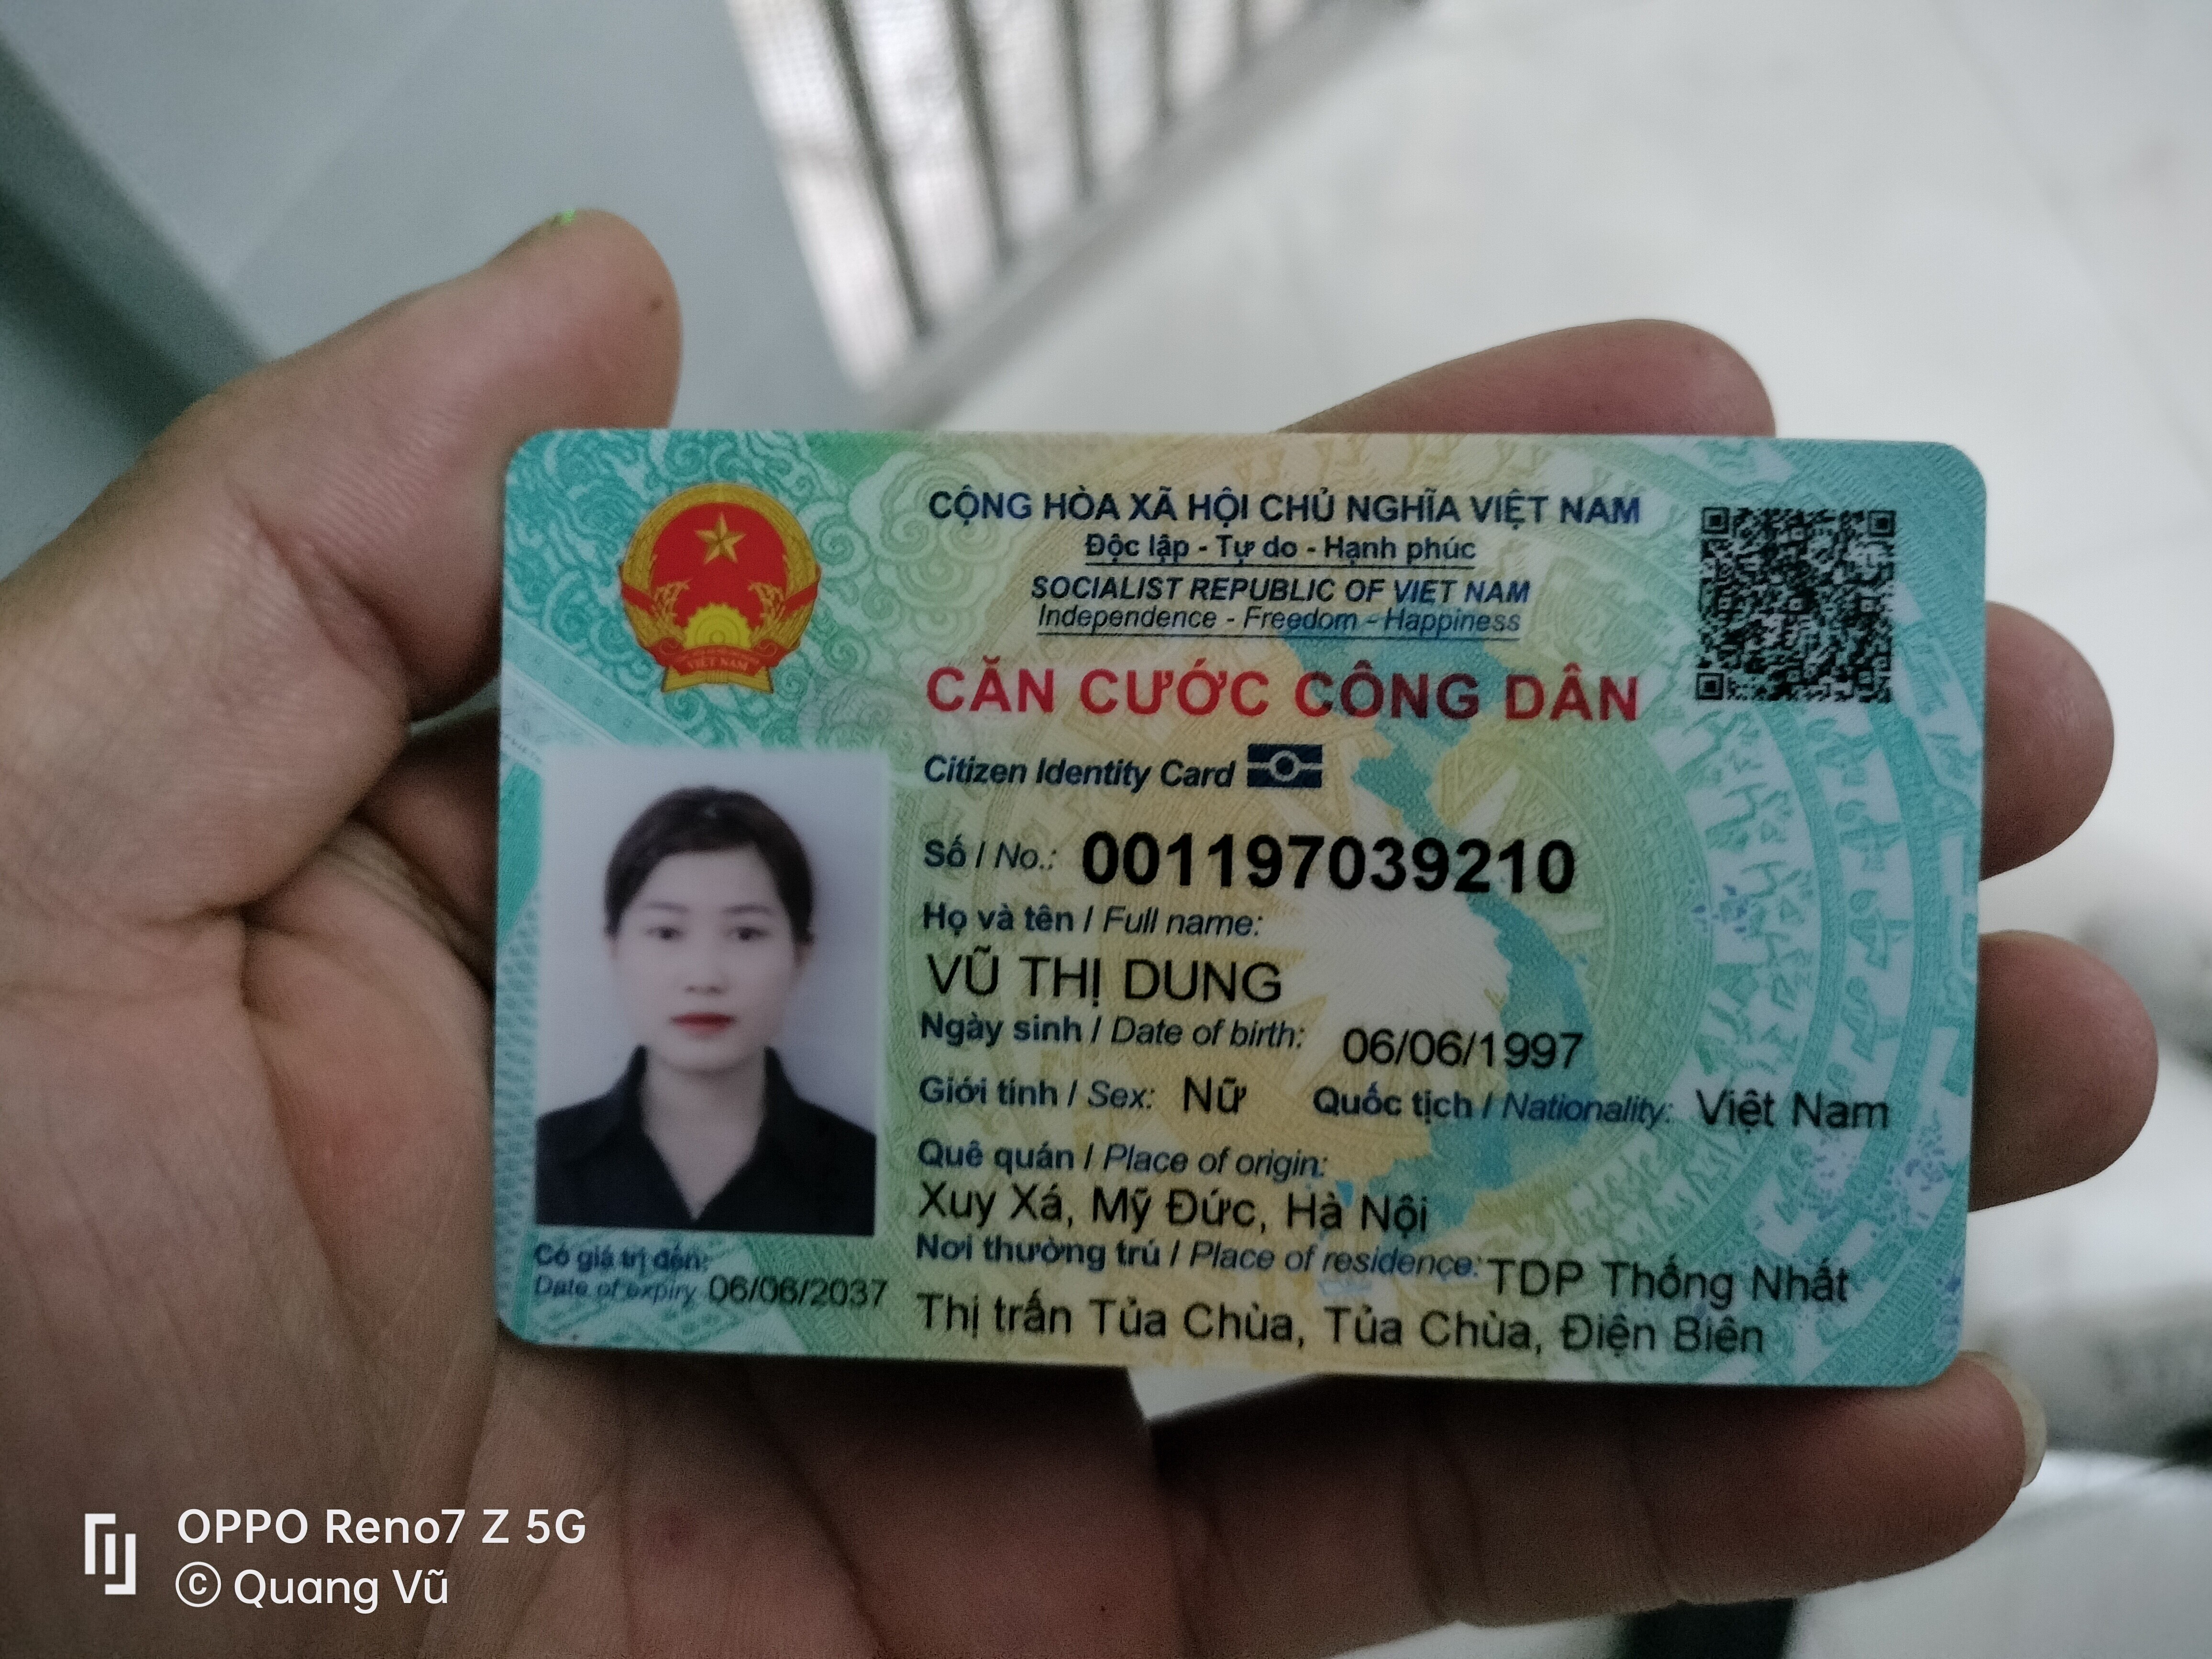 CỘNG HÒA XÃ HỘI CHỦ NGHĨA VIỆT NAM
Độc lập - Tự do - Hạnh phúc
SOCIALIST REPUBLIC OF VIET NAM
Independence - Freedom - Happiness
VIỆT NAM
CĂN CƯỚC CÔNG DÂN
Citizen Identity Card
Số / No.: 001197039210
Họ và tên / Full name:
VŨ THỊ DUNG
Ngày sinh / Date of birth: 06/06/1997
Giới tính / Sex: Nữ Quốc tịch / Nationality: Việt Nam
Quê quán / Place of origin:
Xuy Xá, Mỹ Đức, Hà Nội
Nơi thường trú / Place of residence: TDP Thống Nhất
Thị trấn Tủa Chùa, Tủa Chùa, Điện Biên
Có giá trị đến:
Date of expiry 06/06/2037
OPPO Reno7 Z 5G
© Quang Vũ